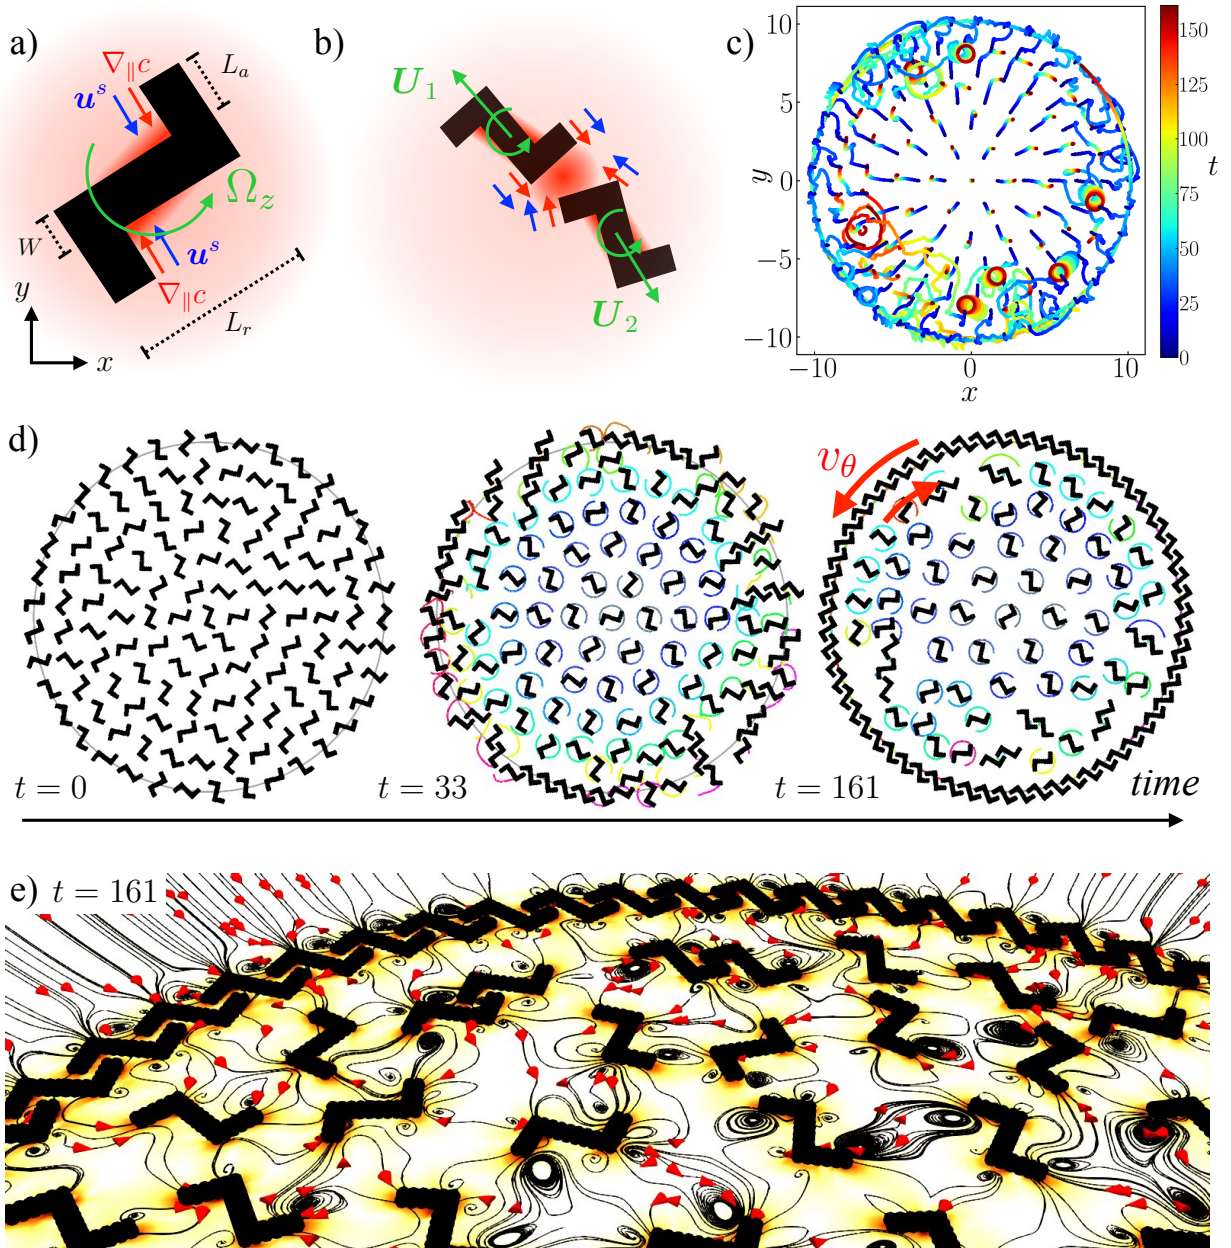 a)
∇∥c
L_a
u^s
Ω_z
W
u^s
∇∥c
y
L_r
x
b)
U_1
U_2
c)
10
5
y
0
−5
−10
−10
0
10
x
150
125
100
t
75
50
25
0
d)
v_θ
t = 0
t = 33
t = 161
time
e) t = 161